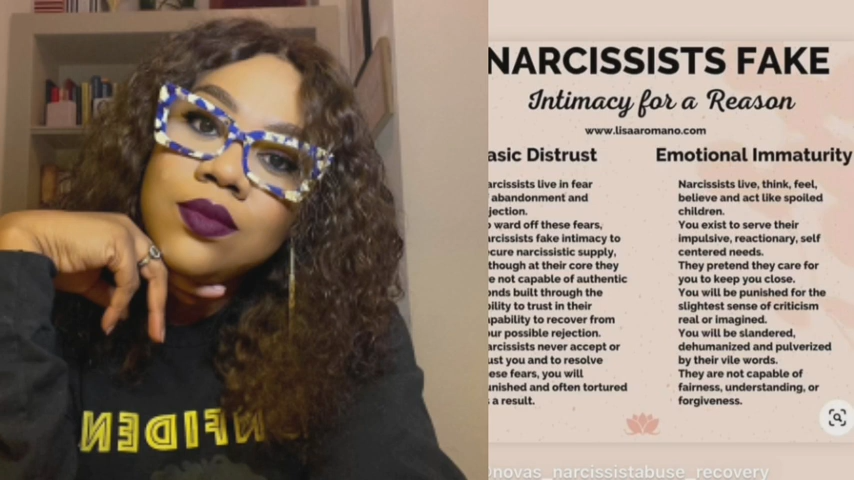 NARCISSISTS FAKE
Intimacy for a Reason
www.lisaaromano.com
asic Distrust
arcissists live in fear
abandonment and
jection.
ward off these fears,
arcissists fake intimacy to
cure narcissistic supply,
though at their core they
e not capable of authentic
onds built through the
ility to trust in their
apability to recover from
ur possible rejection.
arcissists never accept or
ust you and to resolve
ese fears, you will
unished and often tortured
a result.
Emotional Immaturity
Narcissists live, think, feel,
believe and act like spoiled
children.
You exist to serve their
impulsive, reactionary, self
centered needs.
They pretend they care for
you to keep you close.
You will be punished for the
slightest sense of criticism
real or imagined.
You will be slandered,
dehumanized and pulverized
by their vile words.
They are not capable of
fairness, understanding, or
forgiveness.
novas_narcissistabuse_recovery